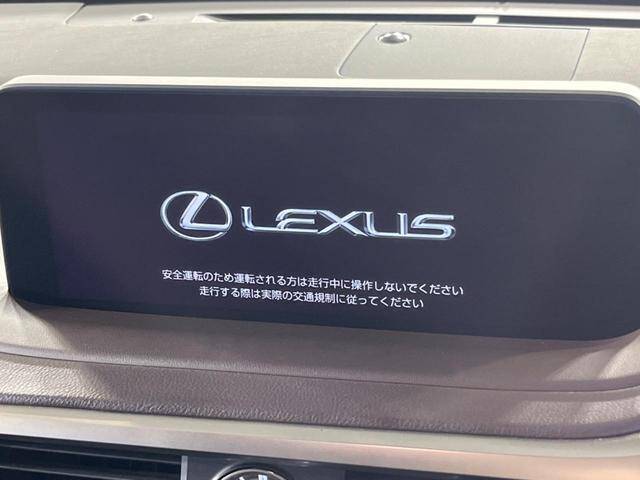 LEXUS
安全運転のため運転される方は走行中に操作しないでください
走行する際は実際の交通規制に従ってください